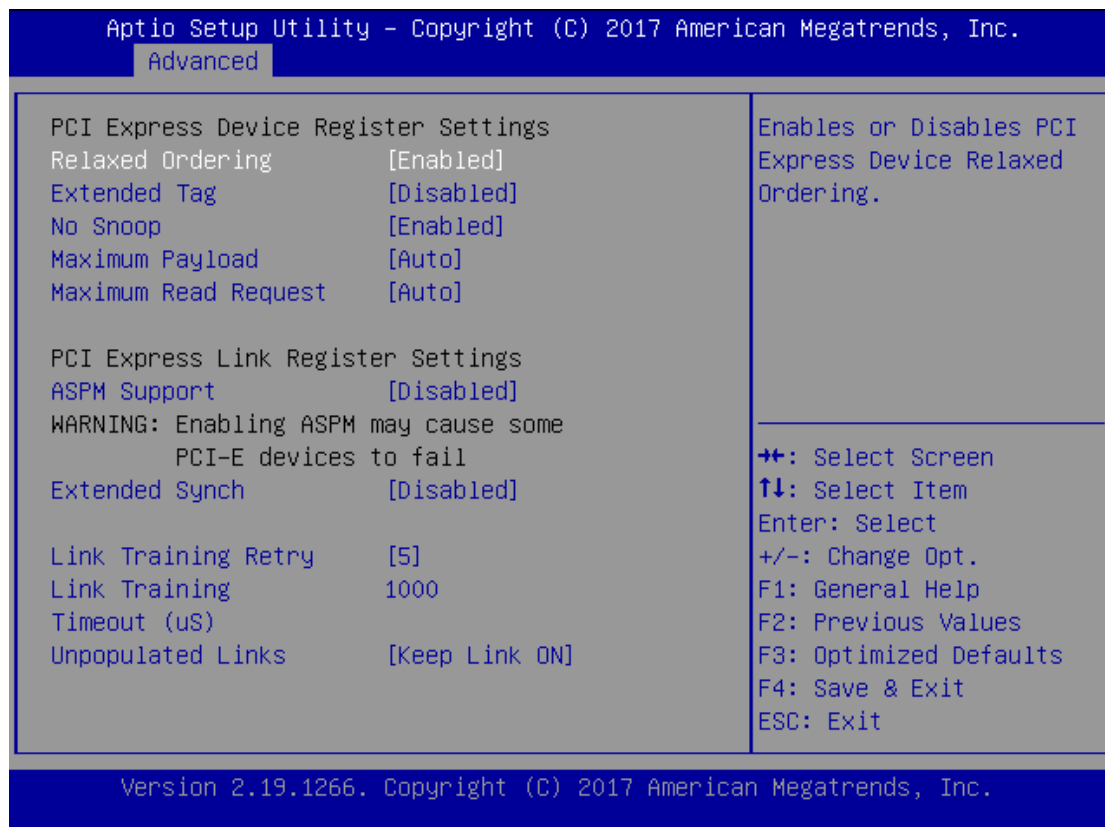 Aptio Setup Utility – Copyright (C) 2017 American Megatrends, Inc.
Advanced
PCI Express Device Register Settings
Relaxed Ordering [Enabled]
Extended Tag [Disabled]
No Snoop [Enabled]
Maximum Payload [Auto]
Maximum Read Request [Auto]
PCI Express Link Register Settings
ASPM Support [Disabled]
WARNING: Enabling ASPM may cause some
PCI-E devices to fail
Extended Synch [Disabled]
Link Training Retry [5]
Link Training 1000
Timeout (uS)
Unpopulated Links [Keep Link ON]
Enables or Disables PCI
Express Device Relaxed
Ordering.
→←: Select Screen
↑↓: Select Item
Enter: Select
+/-: Change Opt.
F1: General Help
F2: Previous Values
F3: Optimized Defaults
F4: Save & Exit
ESC: Exit
Version 2.19.1266. Copyright (C) 2017 American Megatrends, Inc.